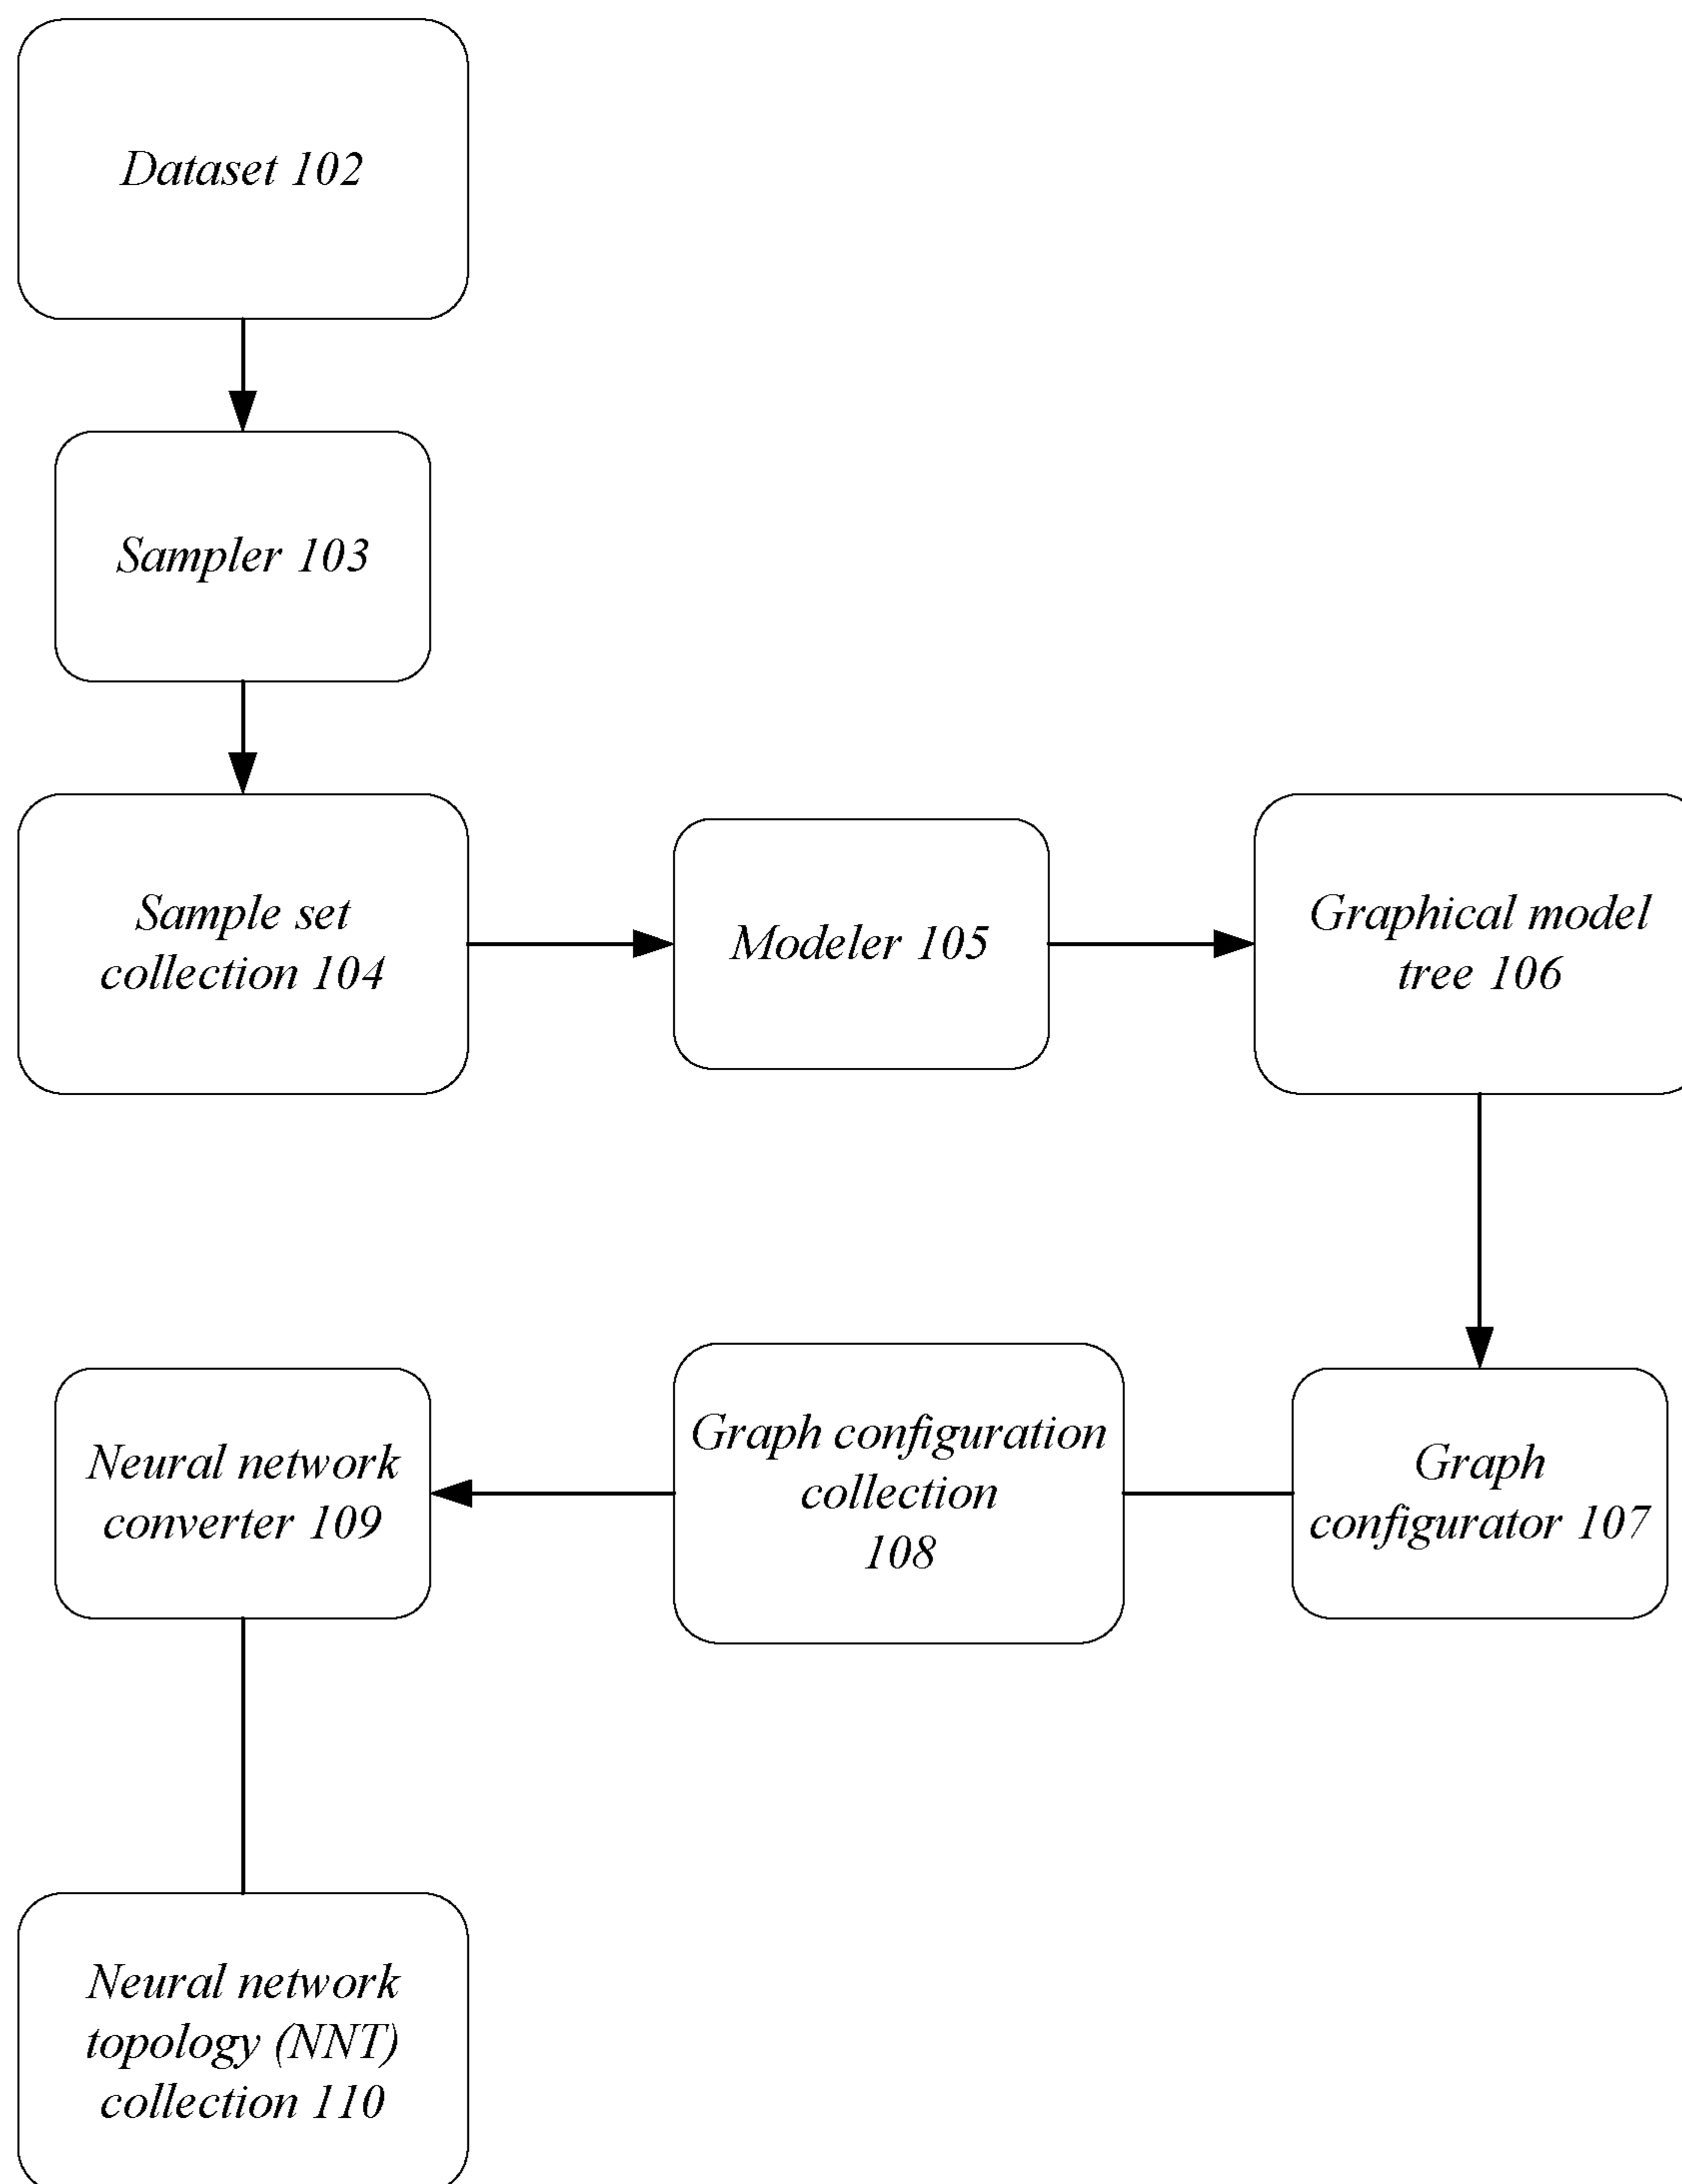 Dataset 102
Sampler 103
Sample set
collection 104
Modeler 105
Graphical model
tree 106
Graph
configurator 107
Graph configuration
collection
108
Neural network
converter 109
Neural network
topology (NNT)
collection 110